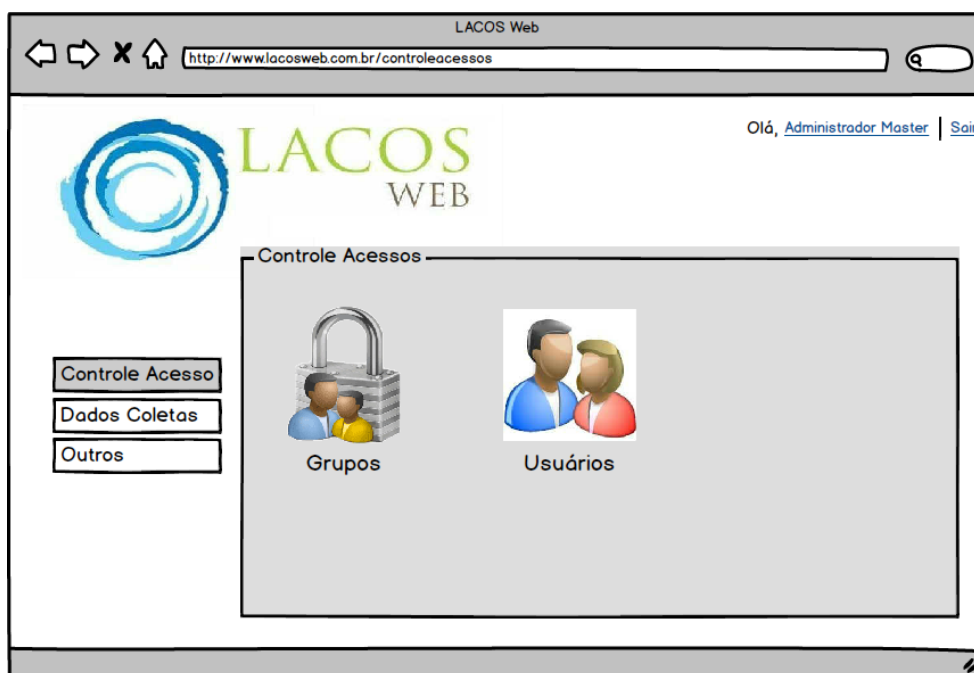 LACOS Web
http://www.lacosweb.com.br/controleacessos
Olá, Administrador Master | Sair
LACOS
WEB
Controle Acessos
Controle Acesso
Dados Coletas
Outros
Grupos
Usuários